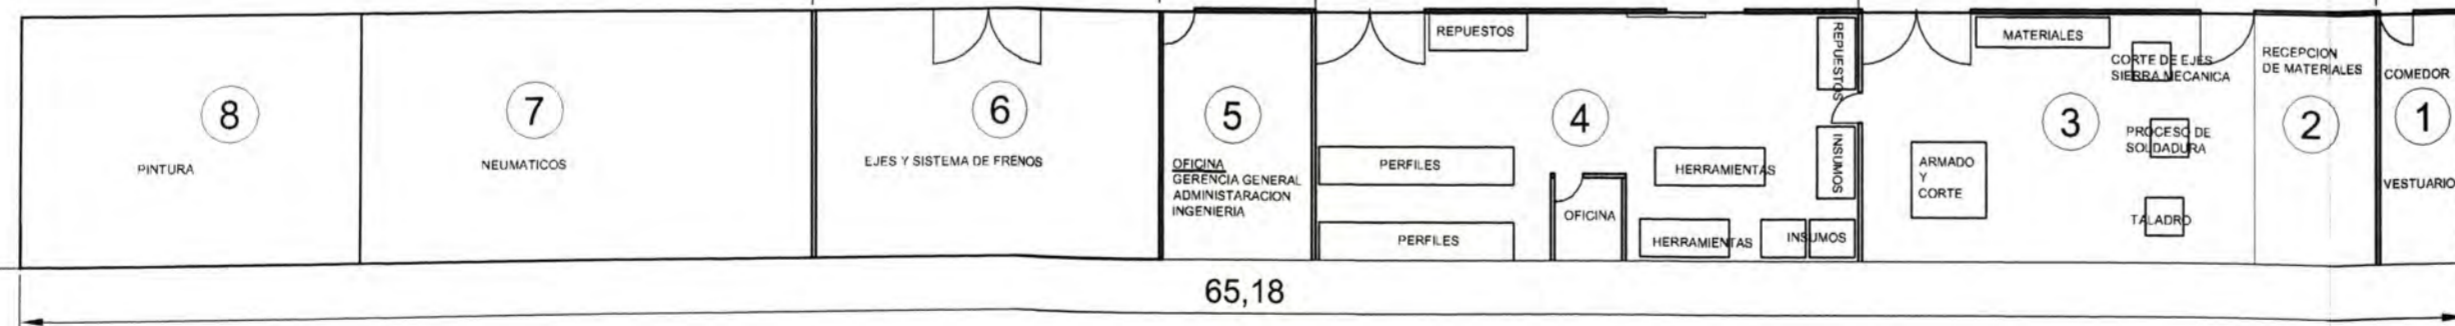 8
PINTURA
7
NEUMATICOS
6
EJES Y SISTEMA DE FRENOS
5
OFICINA
GERENCIA GENERAL
ADMINISTARACION
INGENIERIA
REPUESTOS
4
PERFILES
PERFILES
OFICINA
HERRAMIENTAS
HERRAMIENTAS
INSUMOS
REPUESTOS
INSUMOS
MATERIALES
3
ARMADO
Y
CORTE
CORTE DE EJES
SIERRA MECANICA
PROCESO DE
SOLDADURA
TALADRO
RECEPCION
DE MATERIALES
2
COMEDOR
1
VESTUARIO
65,18